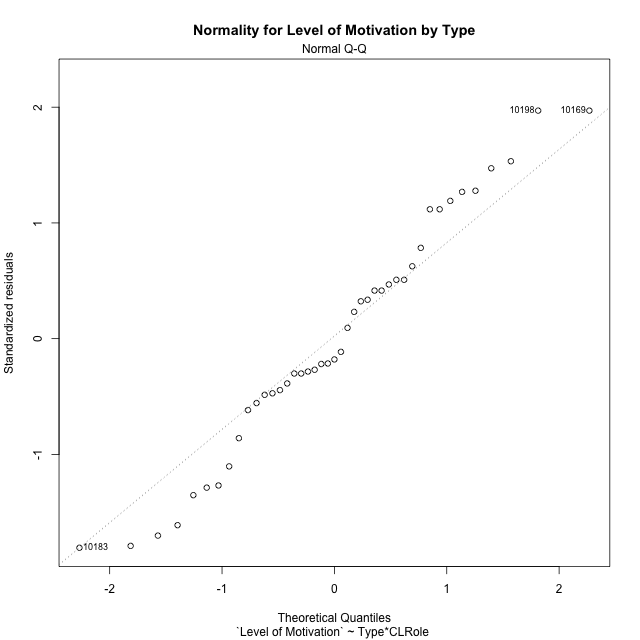 Normality for Level of Motivation by Type
Normal Q-Q
2
1
0
-1
Standardized residuals
10198
10169
10183
-2
-1
0
1
2
Theoretical Quantiles
`Level of Motivation` ~ Type*CLRole